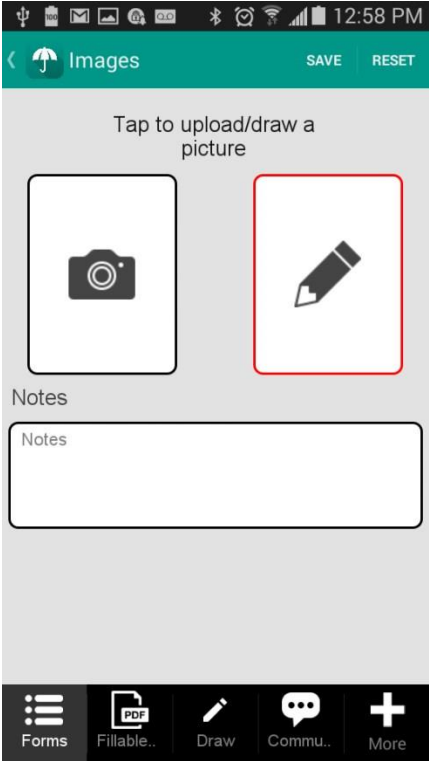 100
12:58 PM
Images
SAVE
RESET
Tap to upload/draw a
picture
Notes
Notes
PDF
Forms
Fillable..
Draw
Commu..
More